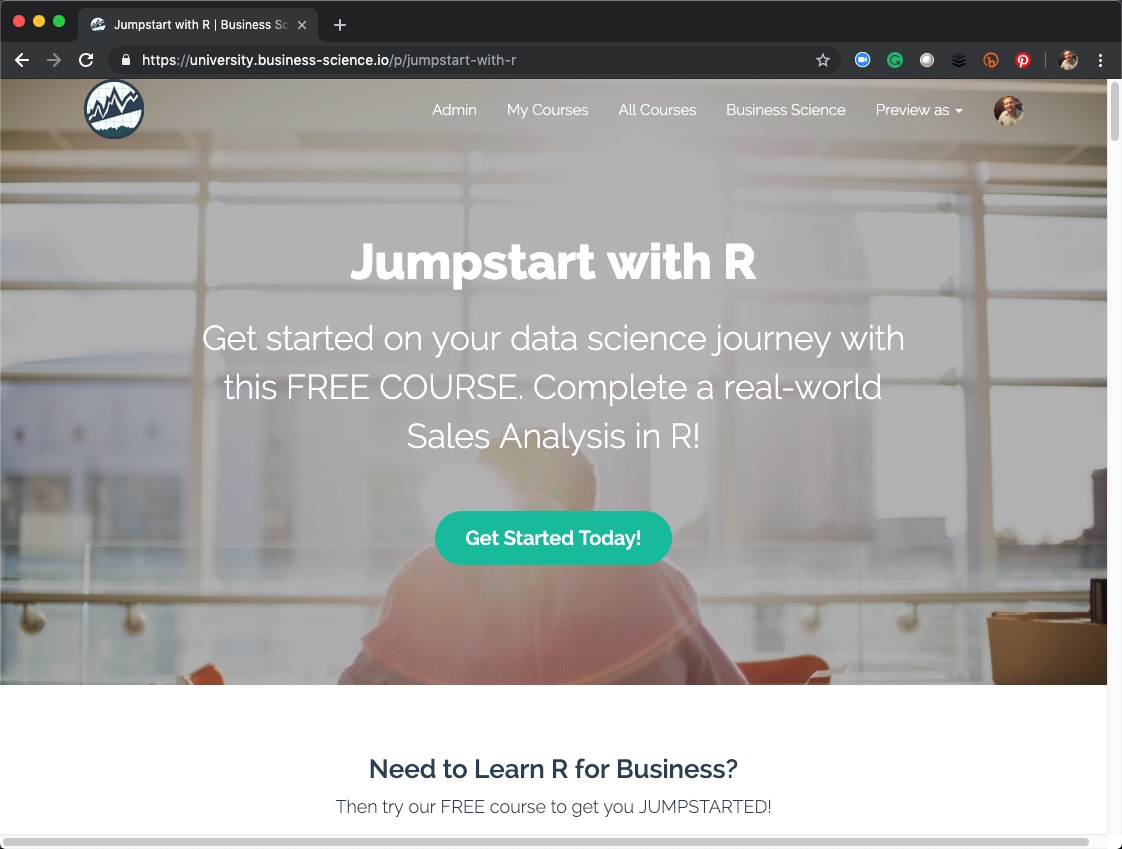 Jumpstart with R | Business Sc
https://university.business-science.io/p/jumpstart-with-r
Admin My Courses All Courses Business Science Preview as
Jumpstart with R
Get started on your data science journey with
this FREE COURSE. Complete a real-world
Sales Analysis in R!
Get Started Today!
Need to Learn R for Business?
Then try our FREE course to get you JUMPSTARTED!